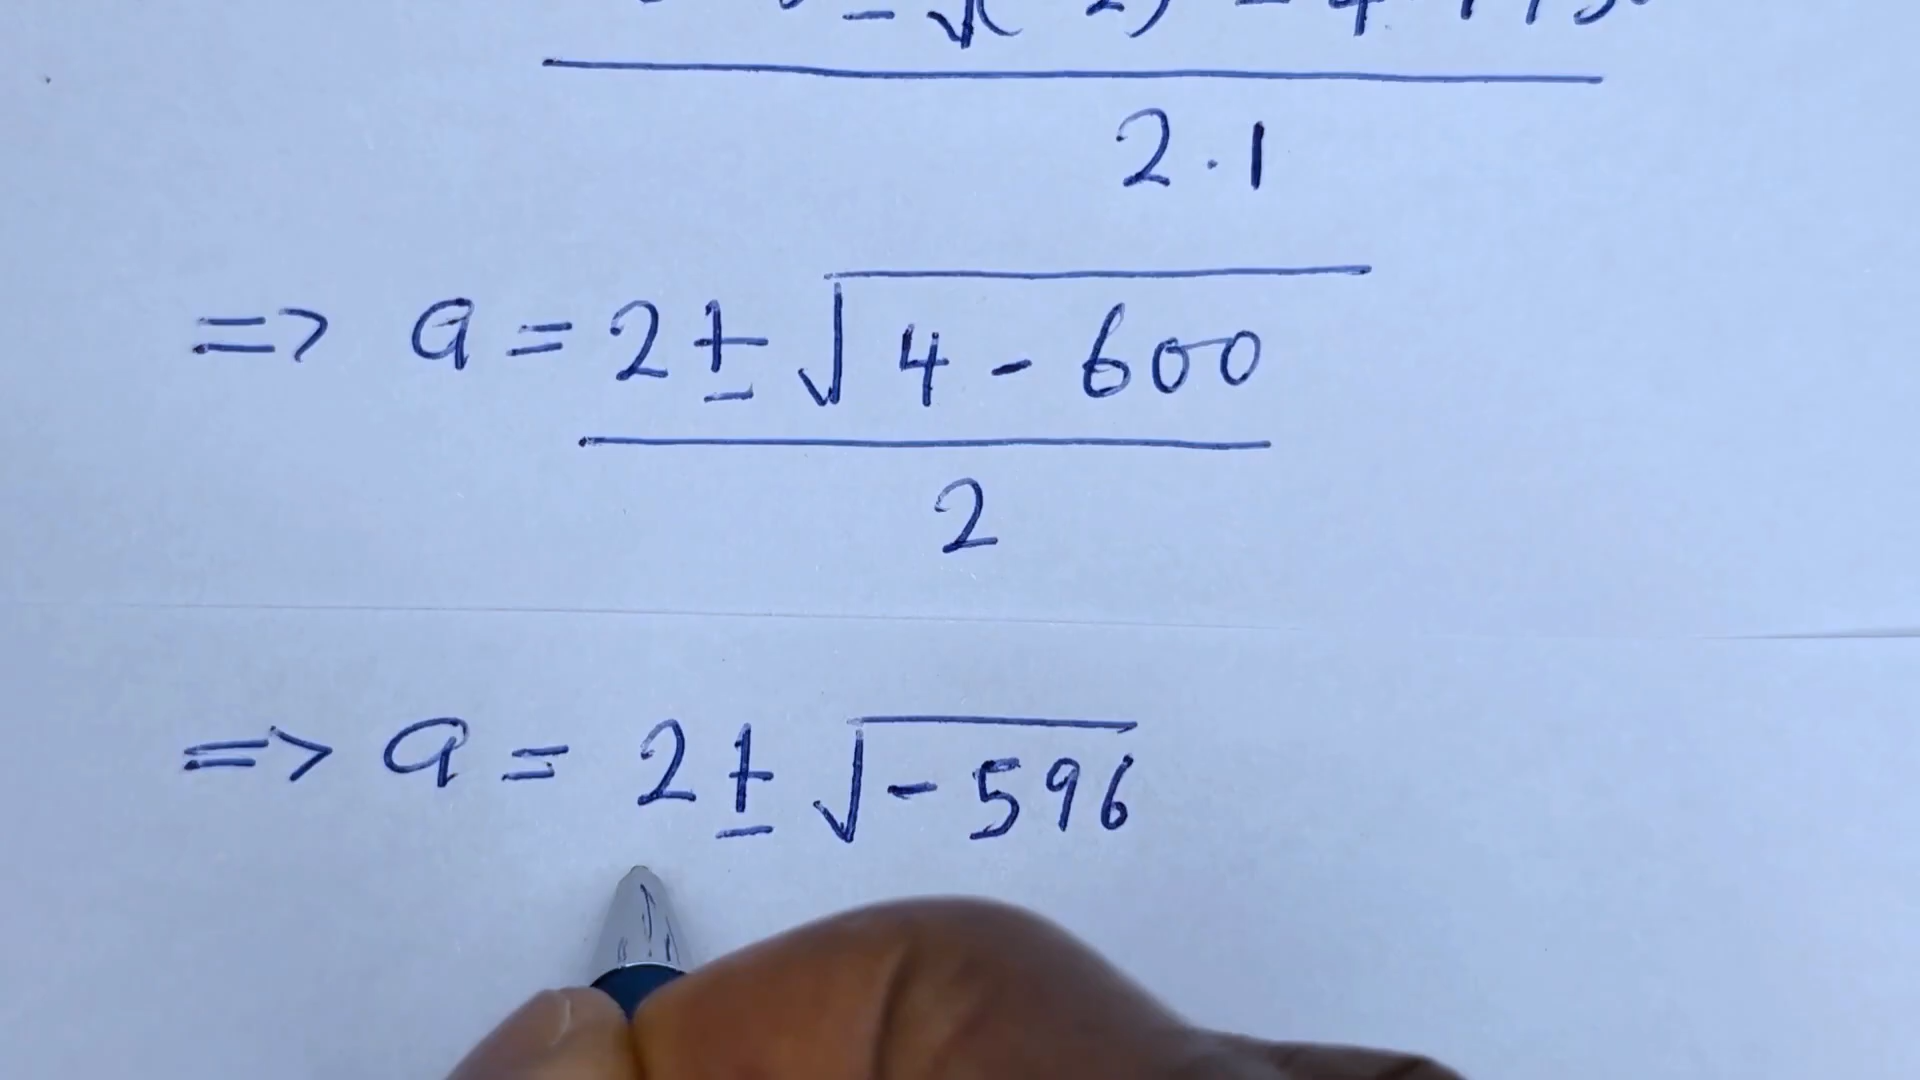 2 . 1
=> a = 2 ± √4 - 600
2
=> a = 2 ± √-596